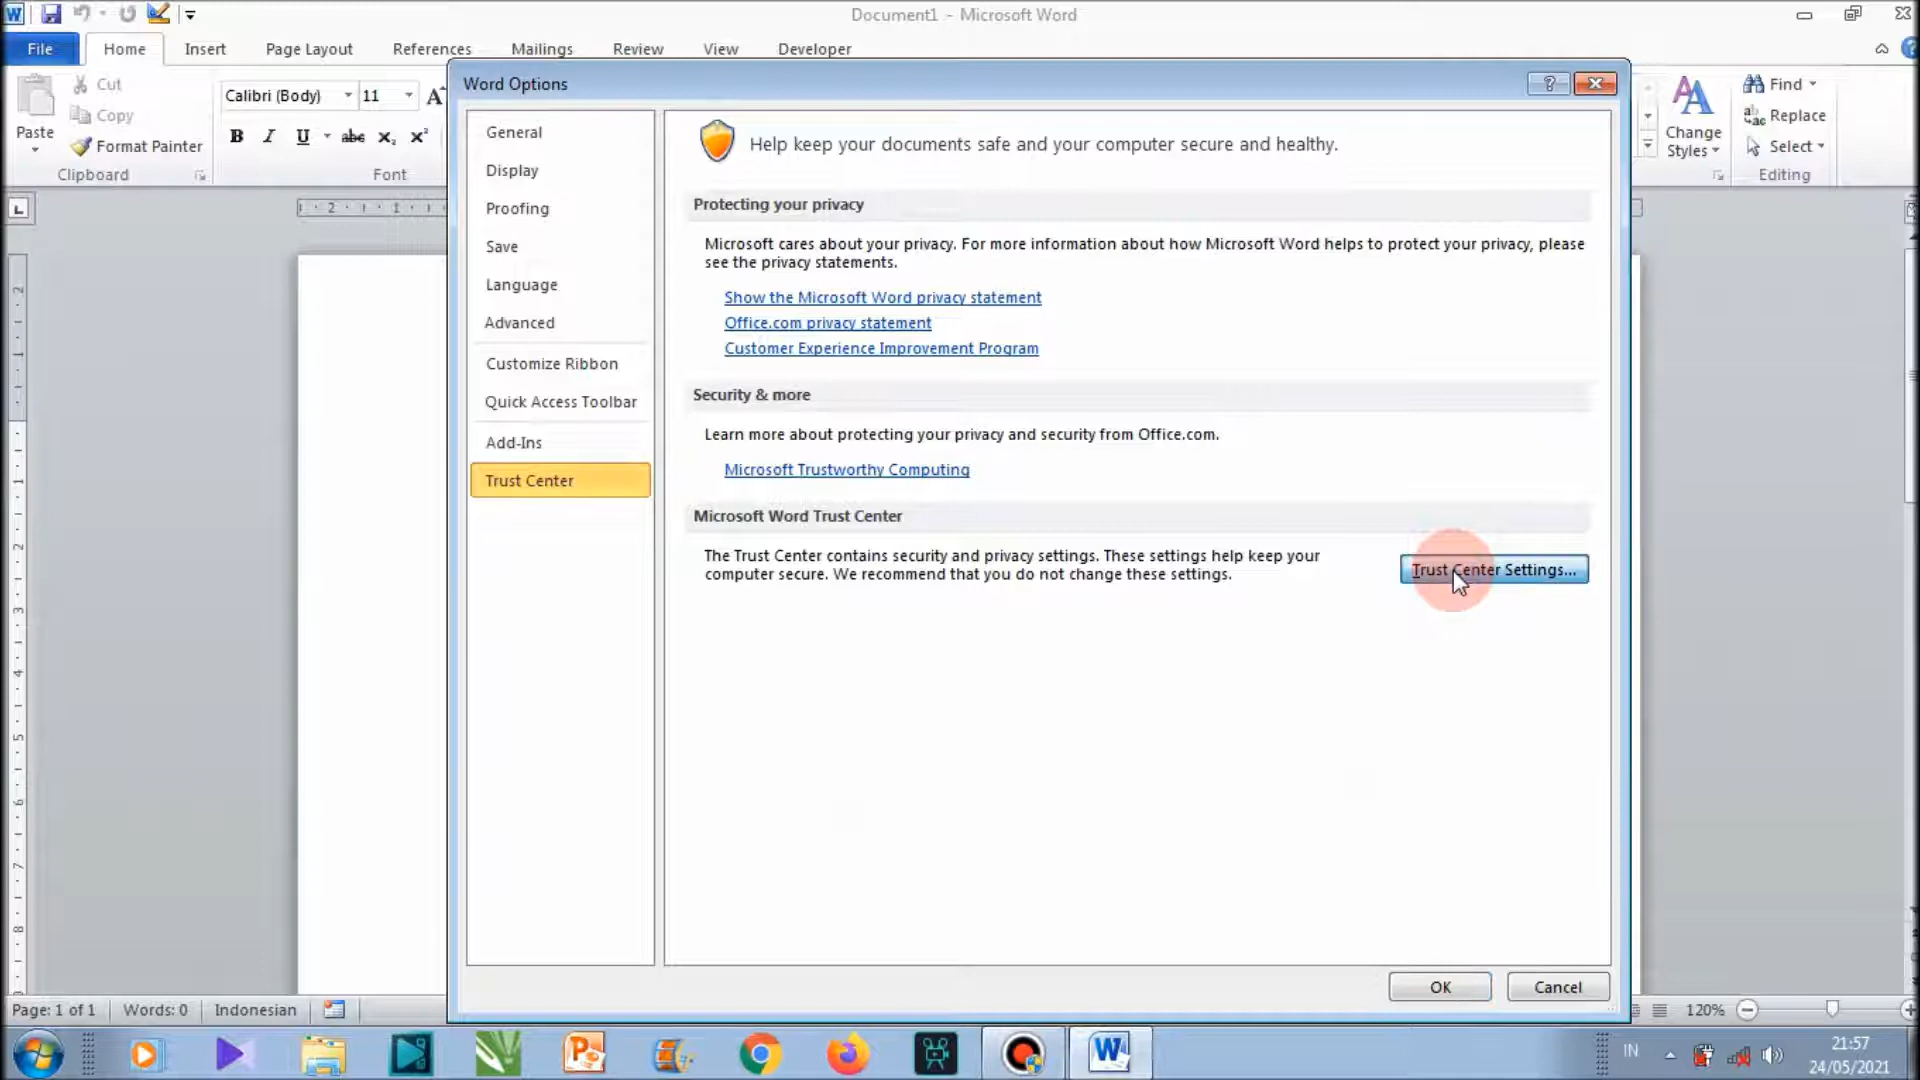 Document1 - Microsoft Word
File Home Insert Page Layout References Mailings Review View Developer
Word Options
Cut
Copy
Paste
Format Painter
Clipboard
Calibri (Body) 11
B I U abc x₂ x²
Font
Change
Styles
Find
Replace
Select
Editing
General
Display
Proofing
Save
Language
Advanced
Customize Ribbon
Quick Access Toolbar
Add-Ins
Trust Center
Help keep your documents safe and your computer secure and healthy.
Protecting your privacy
Microsoft cares about your privacy. For more information about how Microsoft Word helps to protect your privacy, please
see the privacy statements.
Show the Microsoft Word privacy statement
Office.com privacy statement
Customer Experience Improvement Program
Security & more
Learn more about protecting your privacy and security from Office.com.
Microsoft Trustworthy Computing
Microsoft Word Trust Center
The Trust Center contains security and privacy settings. These settings help keep your
computer secure. We recommend that you do not change these settings.
Trust Center Settings...
OK Cancel
Page: 1 of 1 Words: 0 Indonesian 120%
IN
21:57
24/05/2021